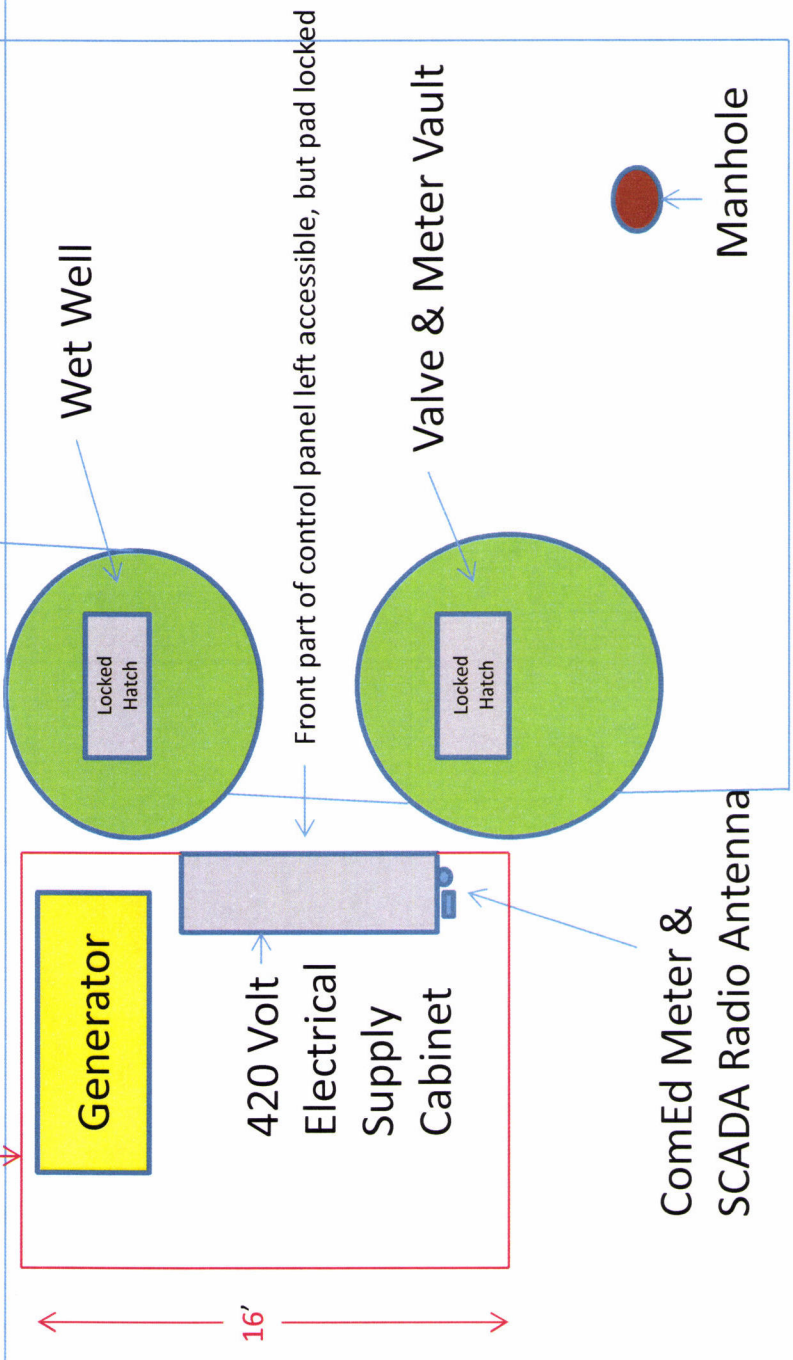 Wet Well
Locked
Hatch
Front part of control panel left accessible, but pad locked
Valve & Meter Vault
Locked
Hatch
Manhole
Generator
420 Volt
Electrical
Supply
Cabinet
16’
ComEd Meter &
SCADA Radio Antenna